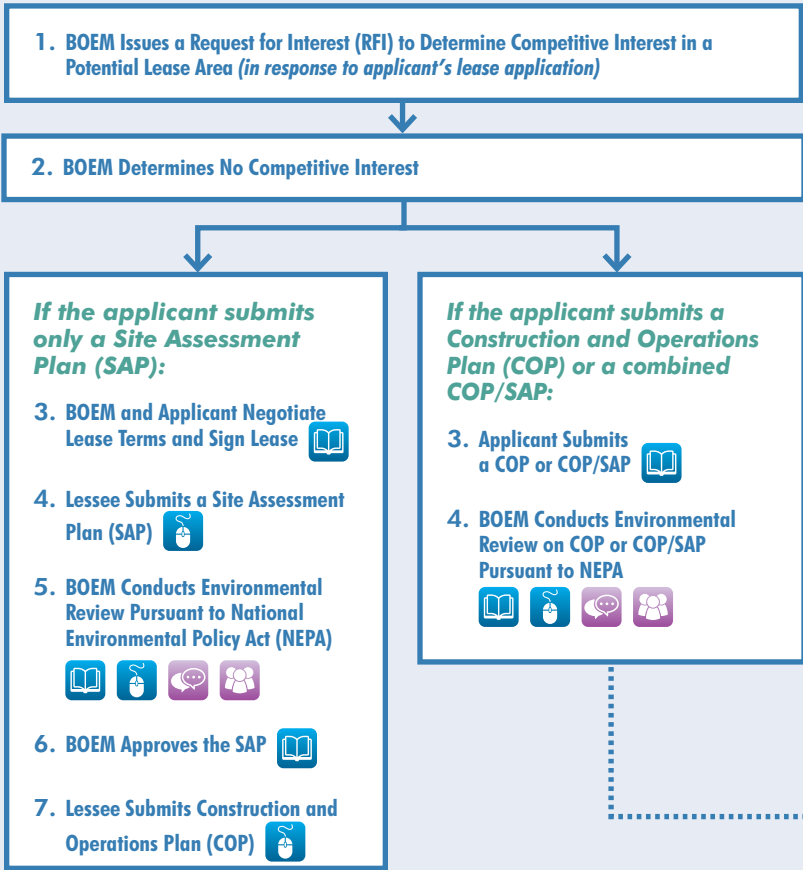 1. BOEM Issues a Request for Interest (RFI) to Determine Competitive Interest in a
Potential Lease Area (in response to applicant's lease application)
2. BOEM Determines No Competitive Interest
If the applicant submits
only a Site Assessment
Plan (SAP):
3. BOEM and Applicant Negotiate
Lease Terms and Sign Lease
4. Lessee Submits a Site Assessment
Plan (SAP)
5. BOEM Conducts Environmental
Review Pursuant to National
Environmental Policy Act (NEPA)
6. BOEM Approves the SAP
7. Lessee Submits Construction and
Operations Plan (COP)
If the applicant submits a
Construction and Operations
Plan (COP) or a combined
COP/SAP:
3. Applicant Submits
a COP or COP/SAP
4. BOEM Conducts Environmental
Review on COP or COP/SAP
Pursuant to NEPA